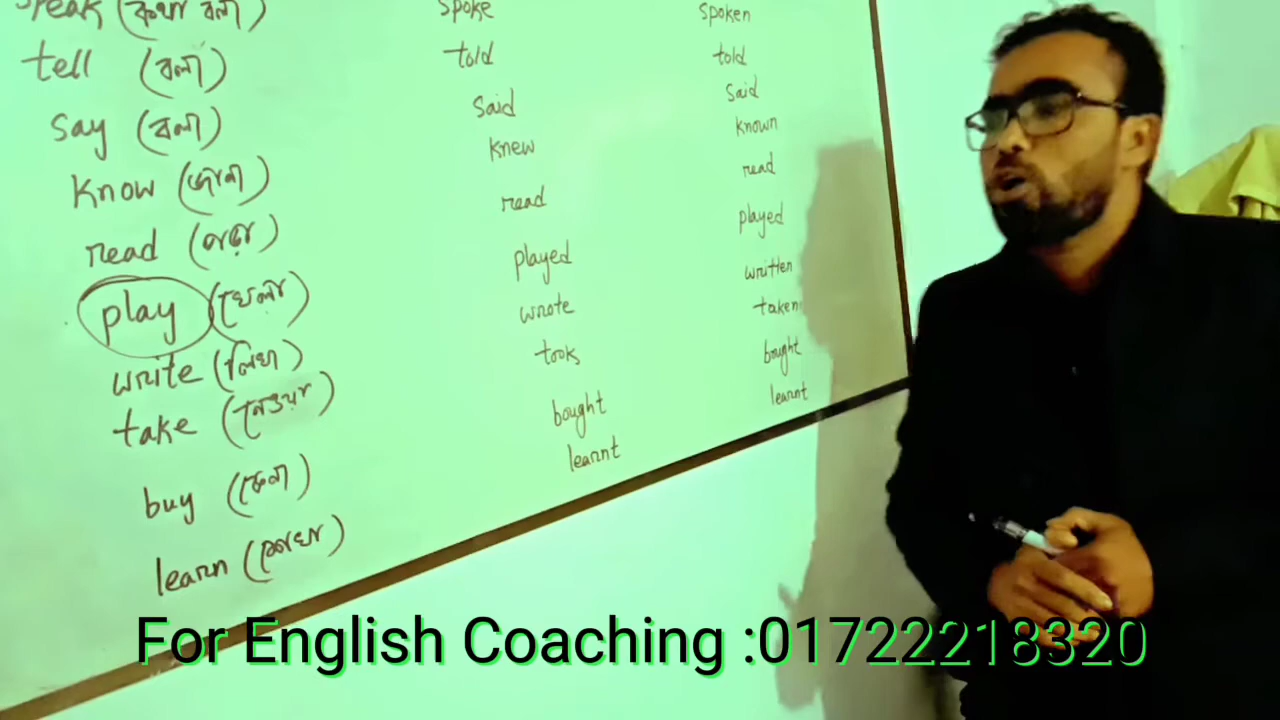 speak (কথা বলা) spoke spoken
tell (বলা) told told
say (বলা) said said
know (জানা) knew known
read (পড়া) read read
play (খেলা) played played
write (লিখা) wrote written
take (নেওয়া) took taken
buy (কেনা) bought bought
learn (শেখা) learnt learnt
For English Coaching :01722218320